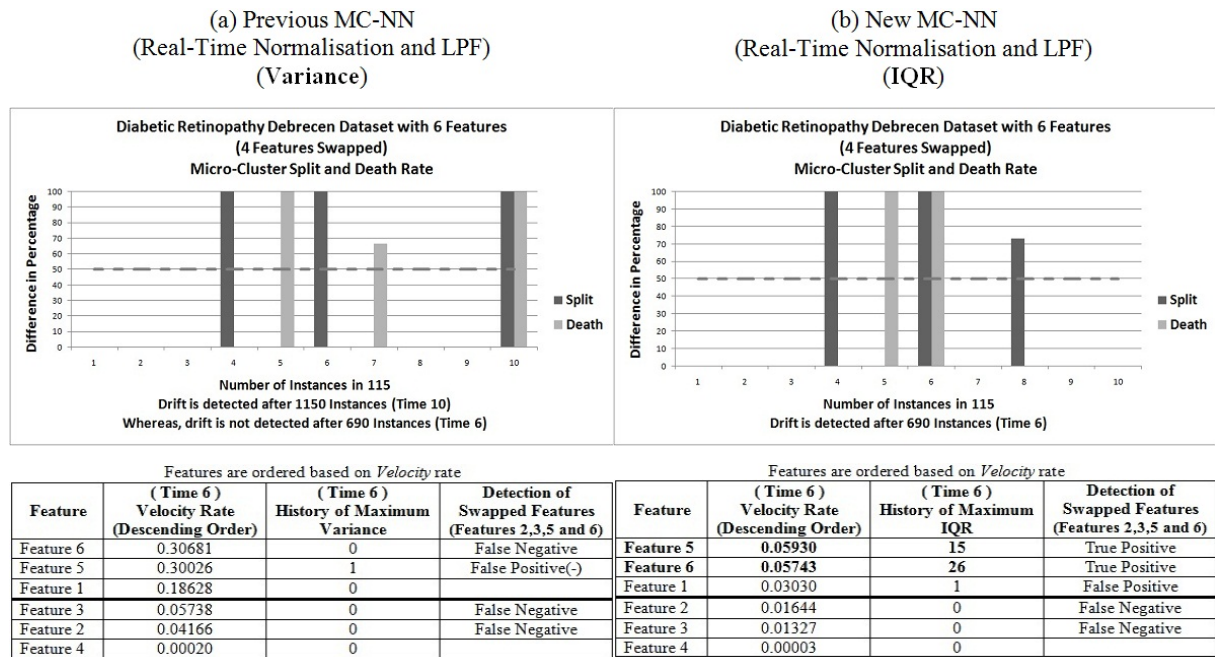 (a) Previous MC-NN
(Real-Time Normalisation and LPF)
(Variance)
Diabetic Retinopathy Debrecen Dataset with 6 Features
(4 Features Swapped)
Micro-Cluster Split and Death Rate
Difference in Percentage
100
90
80
70
60
50
40
30
20
10
0
1 2 3 4 5 6 7 8 9 10
Split
Death
Number of Instances in 115
Drift is detected after 1150 Instances (Time 10)
Whereas, drift is not detected after 690 Instances (Time 6)
Features are ordered based on Velocity rate
Feature | ( Time 6 ) Velocity Rate (Descending Order) | ( Time 6 ) History of Maximum Variance | Detection of Swapped Features (Features 2,3,5 and 6)
Feature 6 0.30681 0 False Negative
Feature 5 0.30026 1 False Positive(-)
Feature 1 0.18628 0
Feature 3 0.05738 0 False Negative
Feature 2 0.04166 0 False Negative
Feature 4 0.00020 0
(b) New MC-NN
(Real-Time Normalisation and LPF)
(IQR)
Diabetic Retinopathy Debrecen Dataset with 6 Features
(4 Features Swapped)
Micro-Cluster Split and Death Rate
Difference in Percentage
100
90
80
70
60
50
40
30
20
10
0
1 2 3 4 5 6 7 8 9 10
Split
Death
Number of Instances in 115
Drift is detected after 690 Instances (Time 6)
Features are ordered based on Velocity rate
Feature | ( Time 6 ) Velocity Rate (Descending Order) | ( Time 6 ) History of Maximum IQR | Detection of Swapped Features (Features 2,3,5 and 6)
Feature 5 0.05930 15 True Positive
Feature 6 0.05743 26 True Positive
Feature 1 0.03030 1 False Positive
Feature 2 0.01644 0 False Negative
Feature 3 0.01327 0 False Negative
Feature 4 0.00003 0